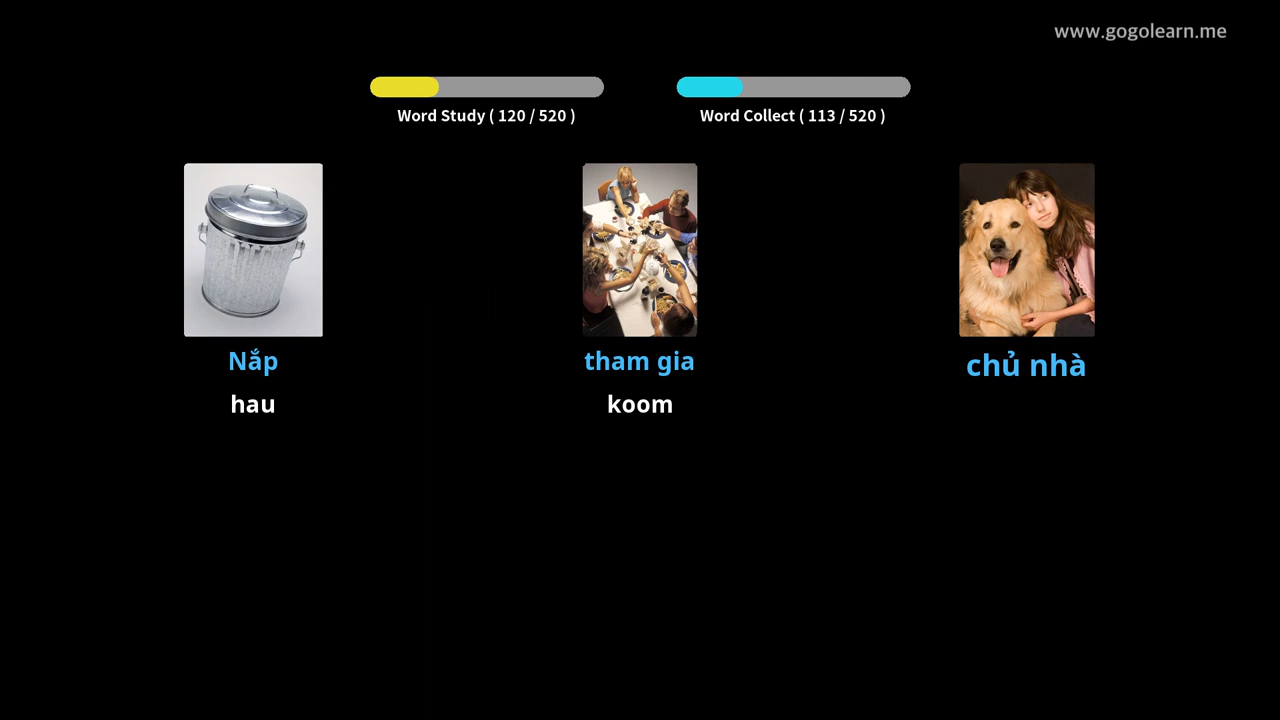 www.gogolearn.me
Word Study ( 120 / 520 )
Word Collect ( 113 / 520 )
Nắp
hau
tham gia
koom
chủ nhà